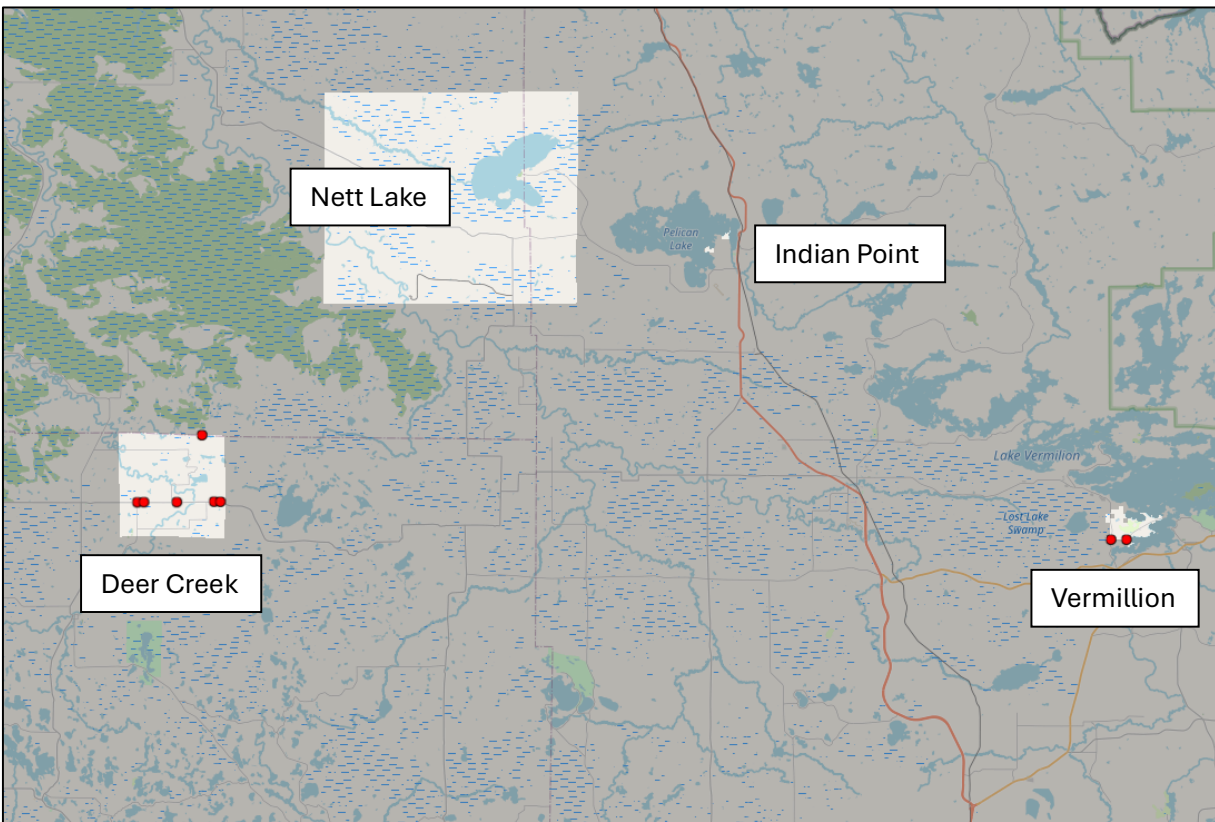 Nett Lake
Pelican
Lake
Indian Point
Lake Vermilion
Lost Lake
Swamp
Deer Creek
Vermillion